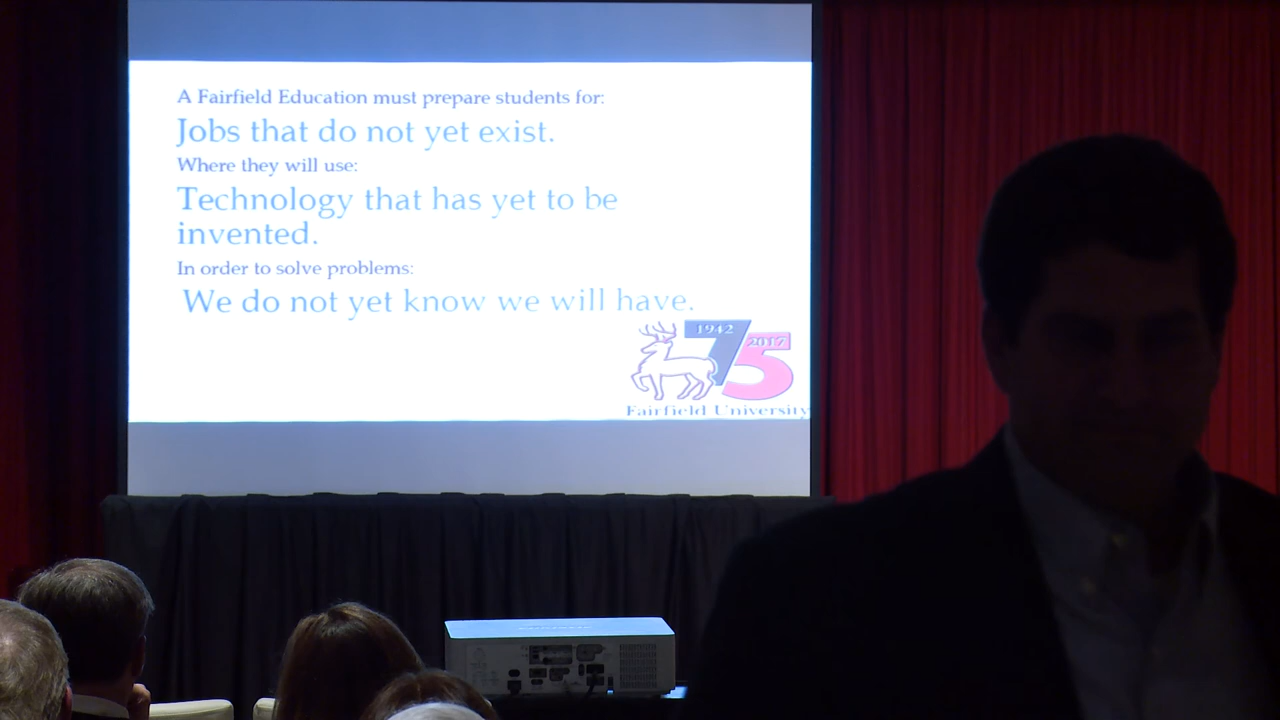 A Fairfield Education must prepare students for:
Jobs that do not yet exist.
Where they will use:
Technology that has yet to be
invented.
In order to solve problems:
We do not yet know we will have.
1942
2017
75
Fairfield University